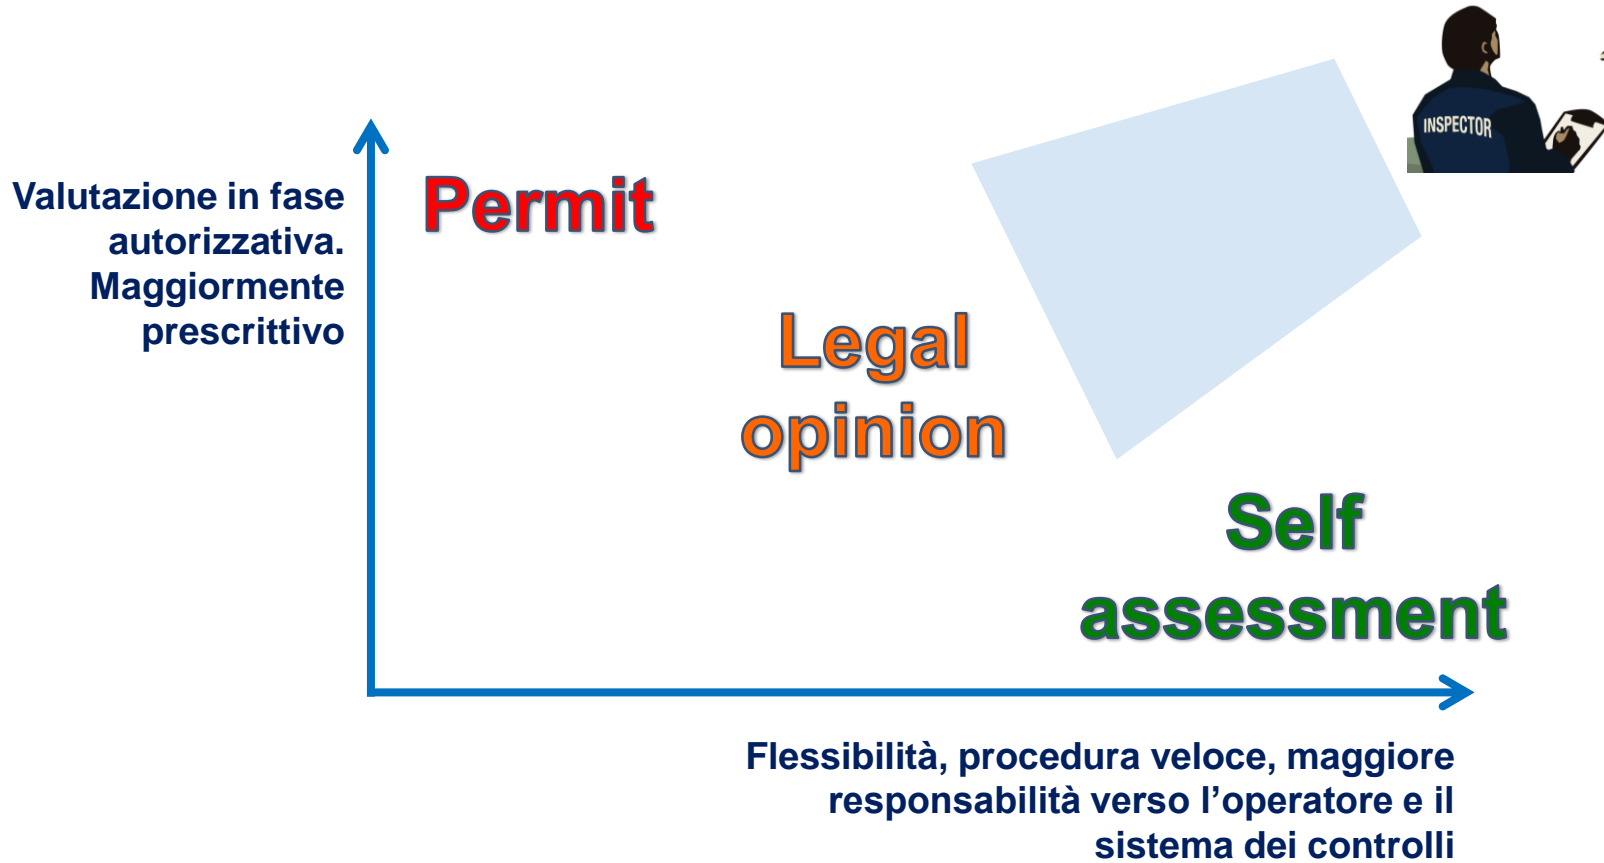 INSPECTOR
Valutazione in fase
autorizzativa.
Maggiormente
prescrittivo
Permit
Legal
opinion
Self
assessment
Flessibilità, procedura veloce, maggiore
responsabilità verso l’operatore e il
sistema dei controlli